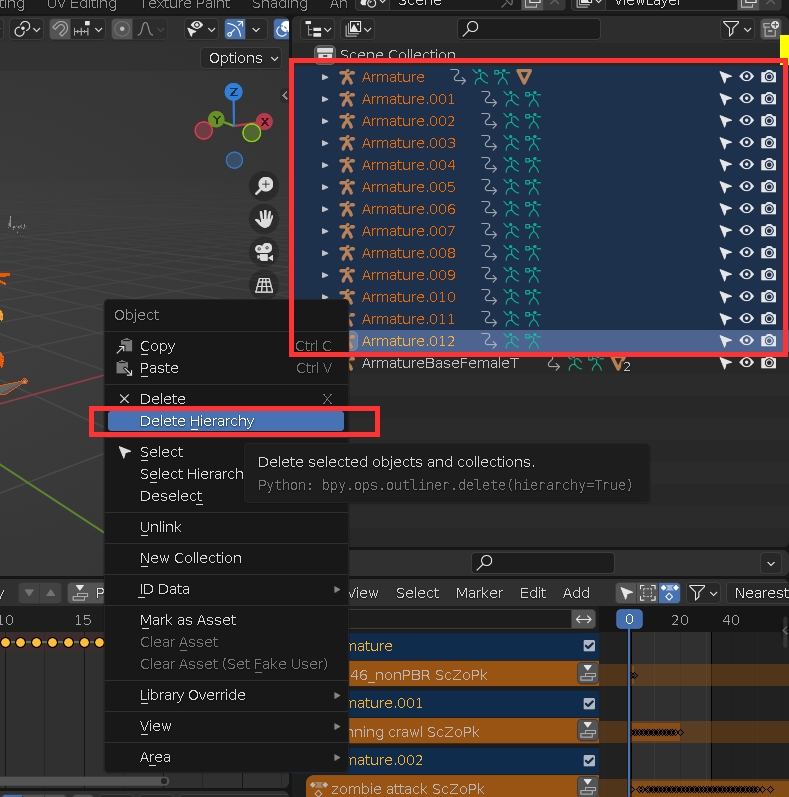 UV Editing Texture Paint Shading An Scene ViewLayer
Options
Scene Collection
Z
Y X
Armature
Armature.001
Armature.002
Armature.003
Armature.004
Armature.005
Armature.006
Armature.007
Armature.008
Armature.009
Armature.010
Armature.011
Armature.012
ArmatureBaseFemaleT 2
Object
Copy Ctrl C
Paste Ctrl V
Delete X
Delete Hierarchy
Select
Select Hierarch
Deselect
Unlink
New Collection
ID Data
Mark as Asset
Clear Asset
Clear Asset (Set Fake User)
Library Override
View
Area
Delete selected objects and collections.
Python: bpy.ops.outliner.delete(hierarchy=True)
View Select Marker Edit Add Nearest
10 15
0 20 40
mature
46_nonPBR ScZoPk
mature.001
nning crawl ScZoPk
mature.002
zombie attack ScZoPk